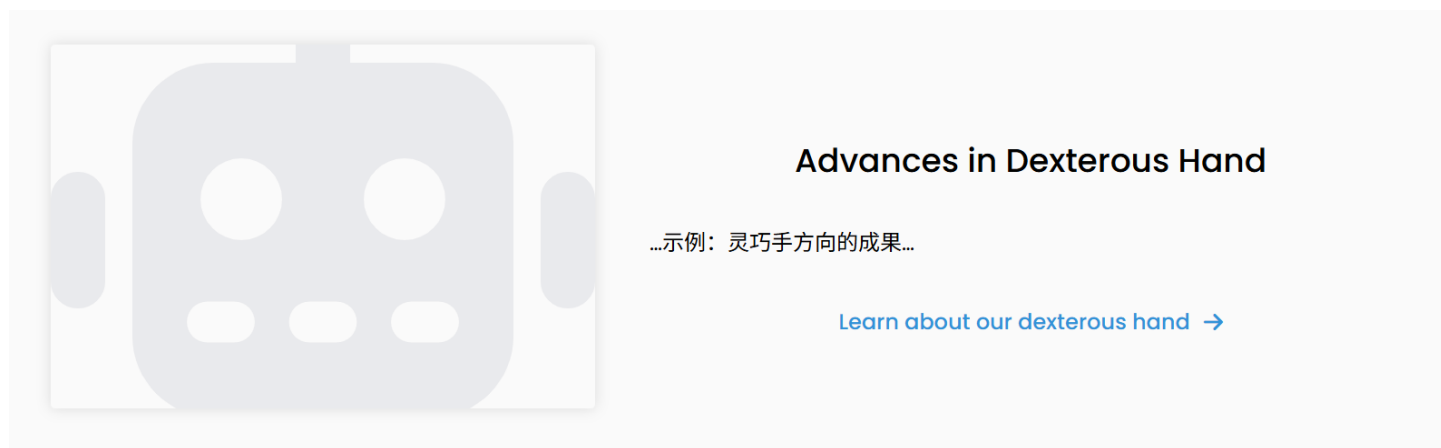 Advances in Dexterous Hand
...示例：灵巧手方向的成果...
Learn about our dexterous hand →